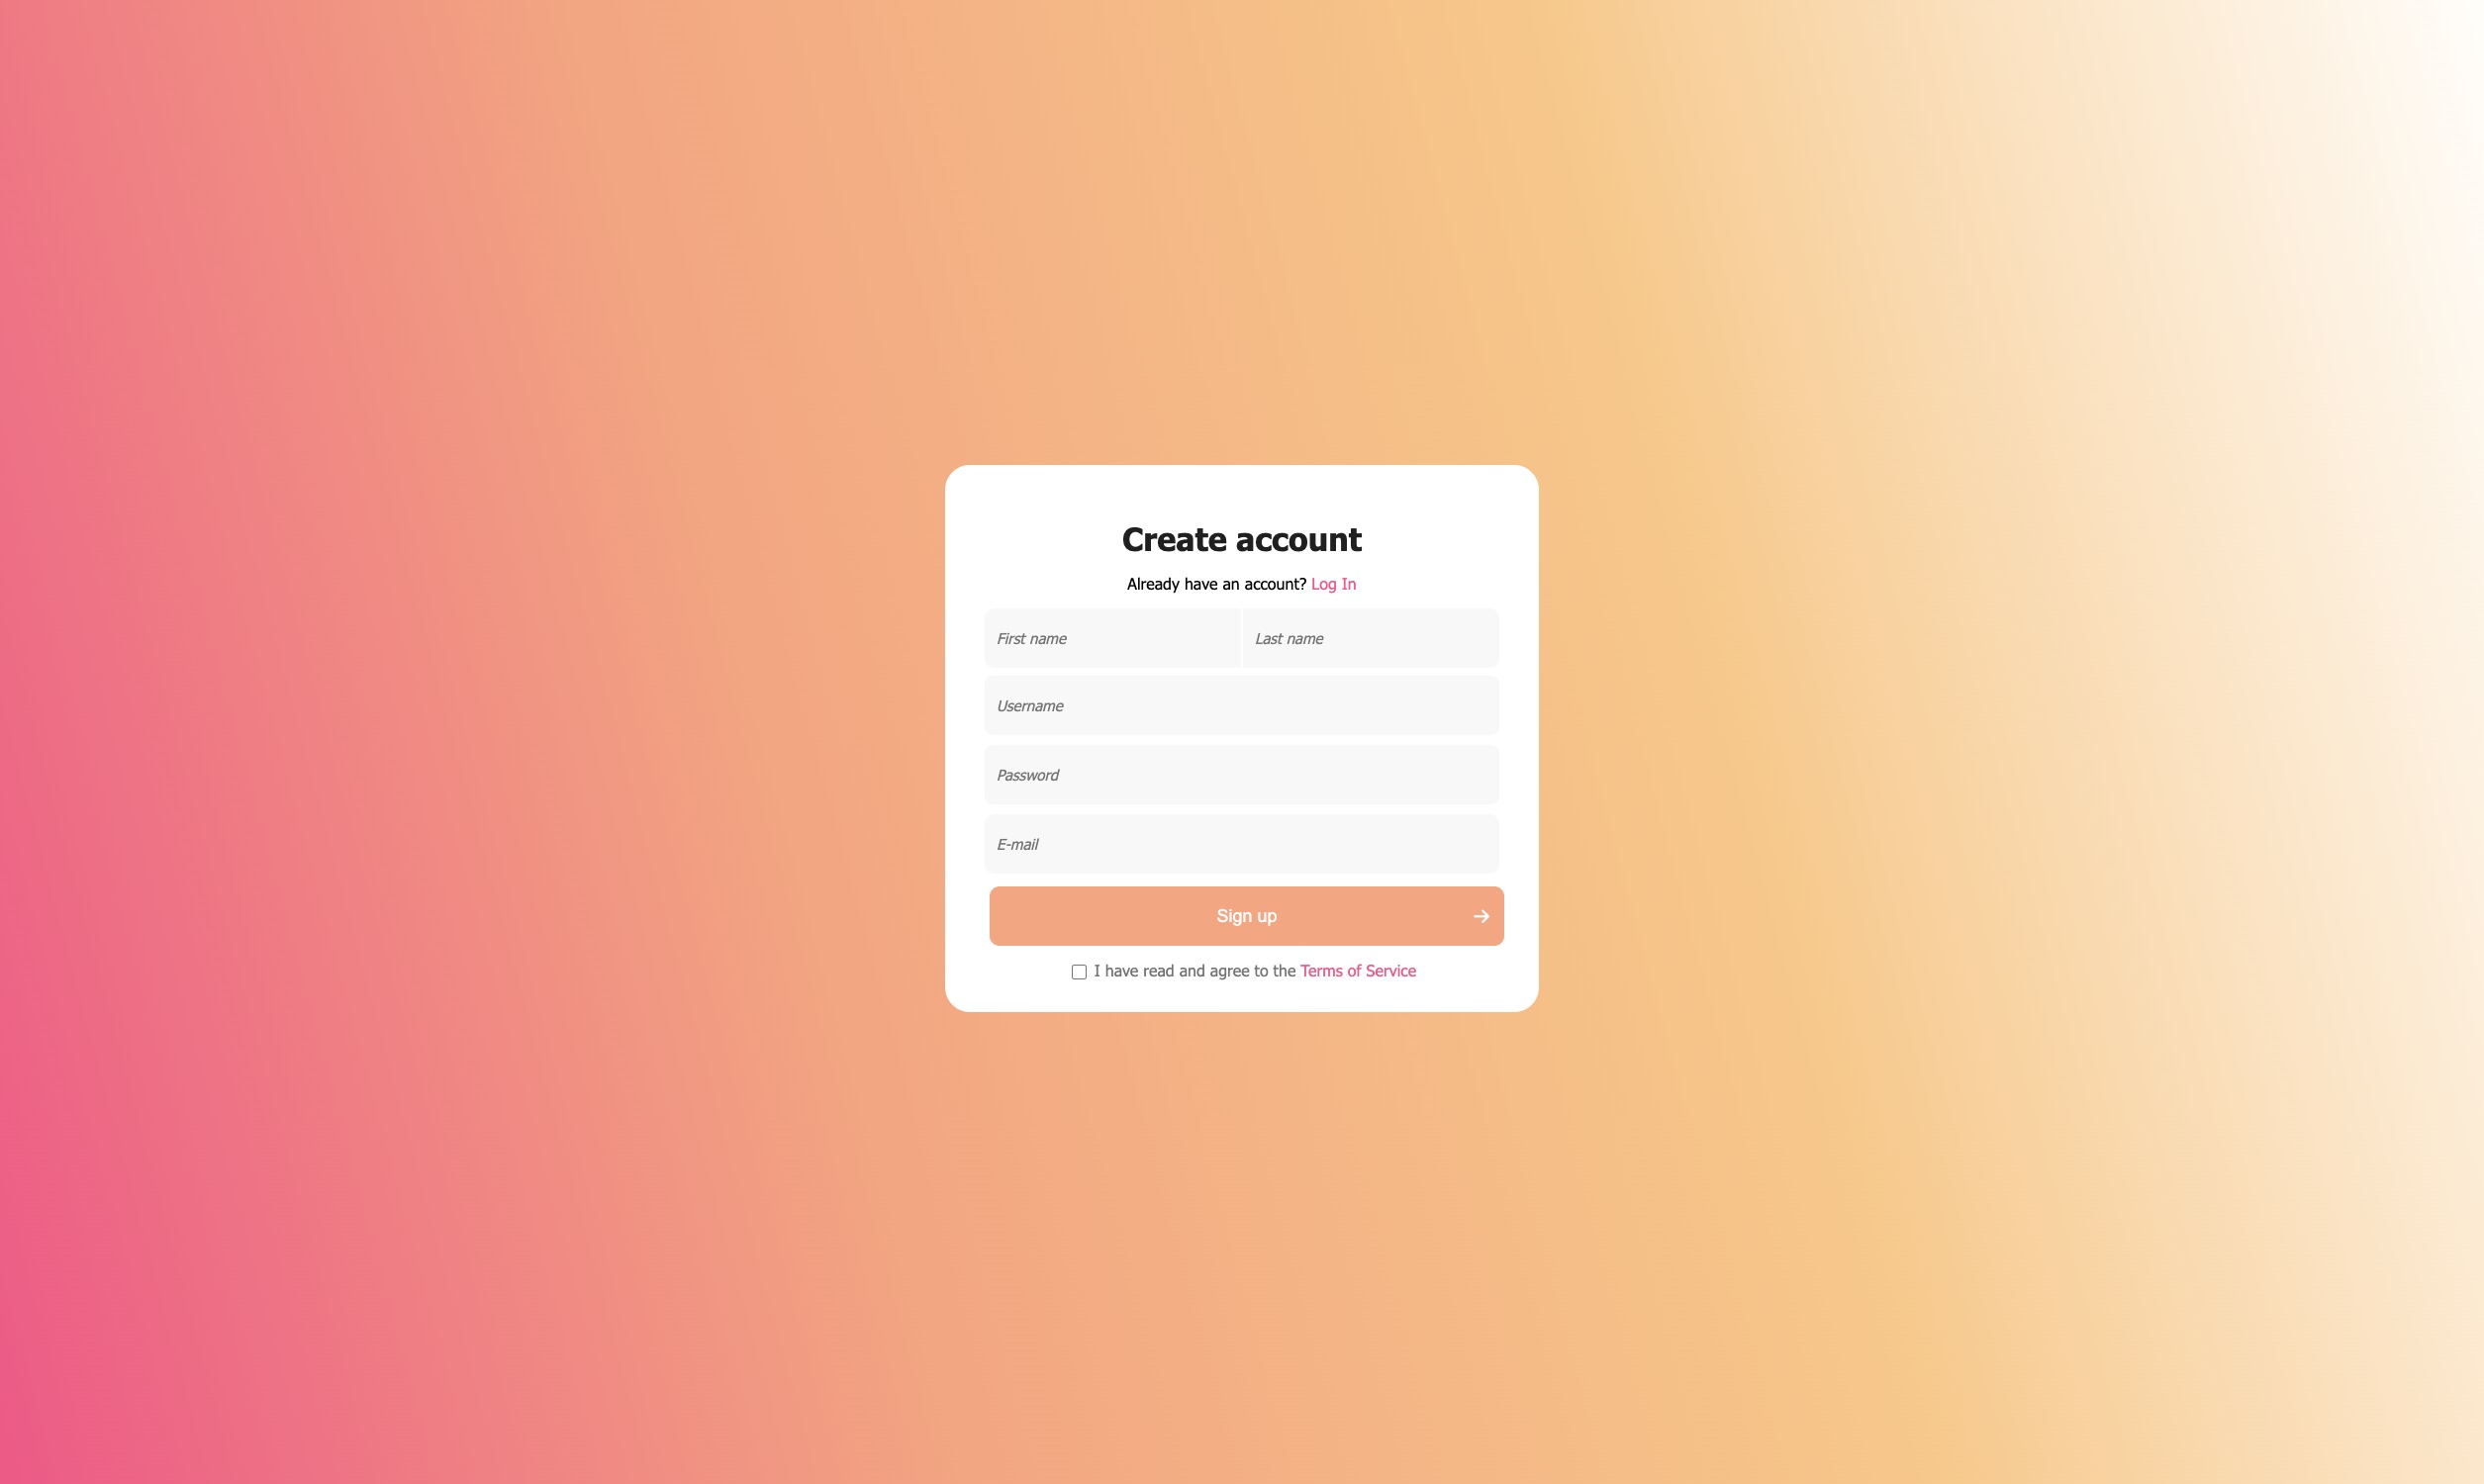 Create account
Already have an account? Log In
First name Last name
Username
Password
E-mail
Sign up
I have read and agree to the Terms of Service